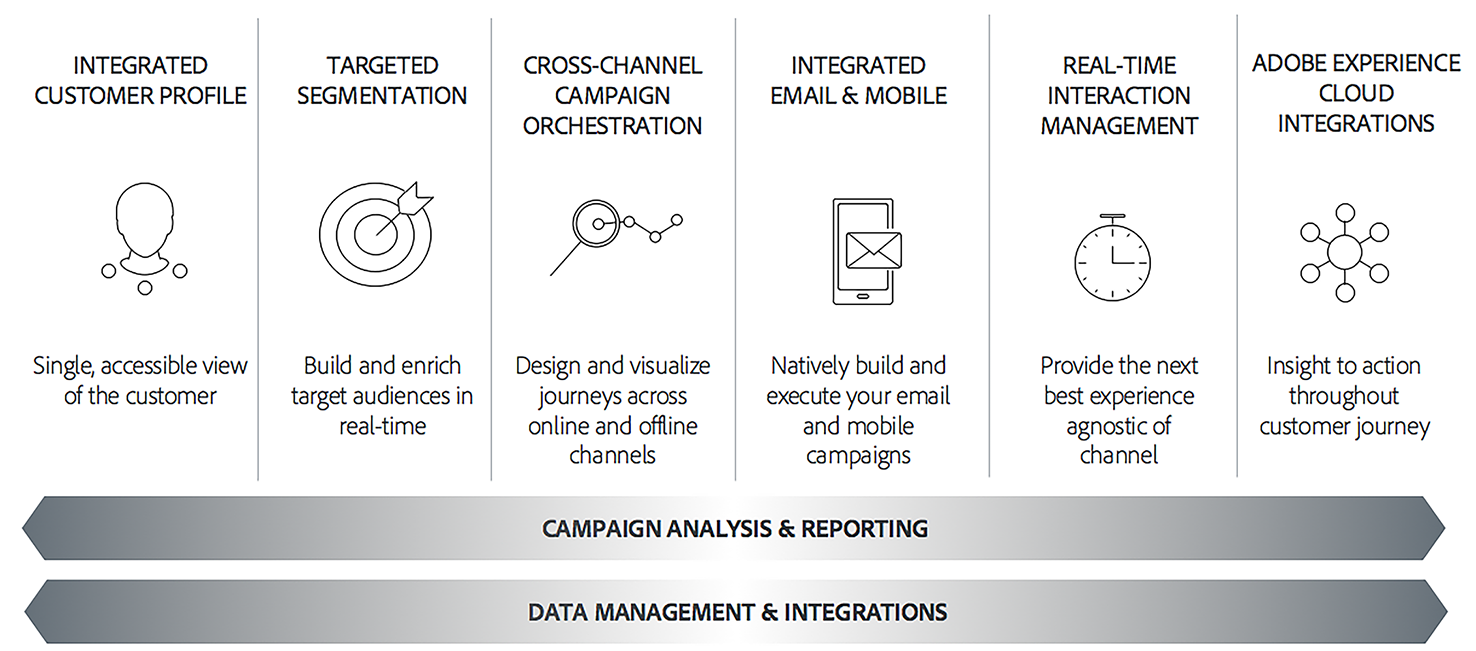 INTEGRATED
CUSTOMER PROFILE
Single, accessible view
of the customer
TARGETED
SEGMENTATION
Build and enrich
target audiences in
real-time
CROSS-CHANNEL
CAMPAIGN
ORCHESTRATION
Design and visualize
journeys across
online and offline
channels
INTEGRATED
EMAIL & MOBILE
Natively build and
execute your email
and mobile
campaigns
REAL-TIME
INTERACTION
MANAGEMENT
Provide the next
best experience
agnostic of
channel
ADOBE EXPERIENCE
CLOUD
INTEGRATIONS
Insight to action
throughout
customer journey
CAMPAIGN ANALYSIS & REPORTING
DATA MANAGEMENT & INTEGRATIONS